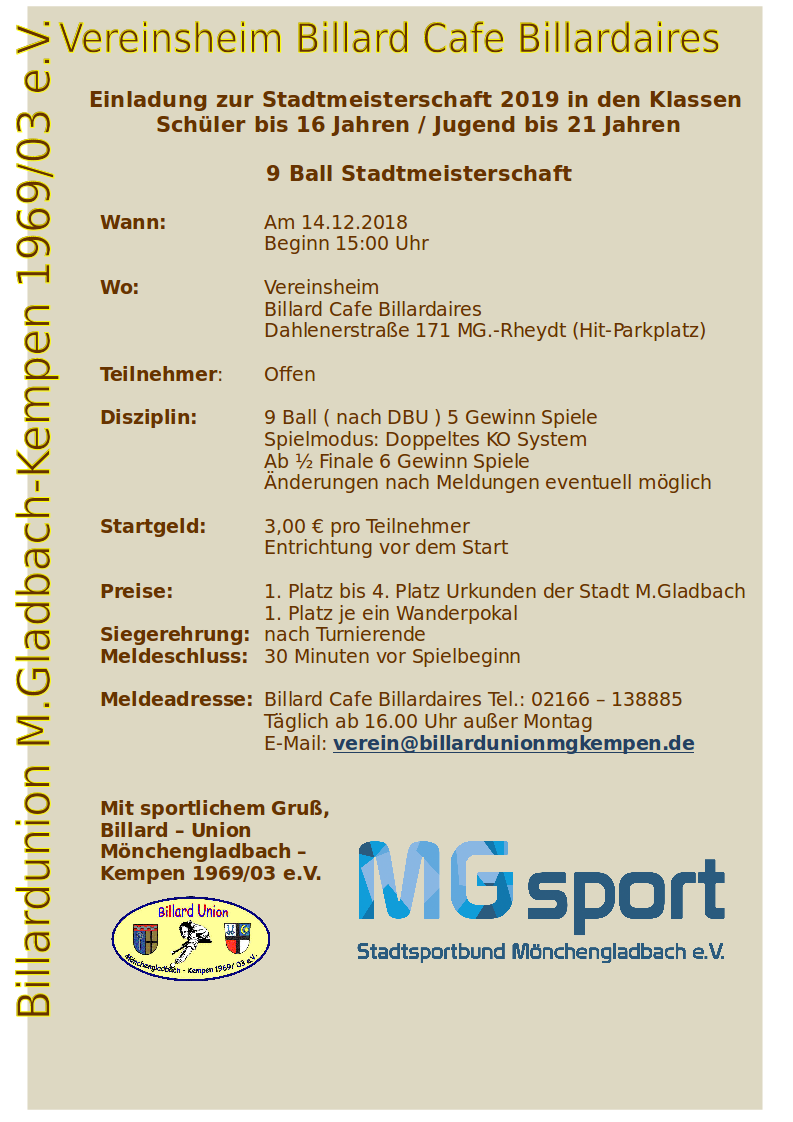 Vereinsheim Billard Cafe Billardaires
Billardunion M.Gladbach-Kempen 1969/03 e.V.
Einladung zur Stadtmeisterschaft 2019 in den Klassen
Schüler bis 16 Jahren / Jugend bis 21 Jahren
9 Ball Stadtmeisterschaft
Wann: Am 14.12.2018
Beginn 15:00 Uhr
Wo: Vereinsheim
Billard Cafe Billardaires
Dahlenerstraße 171 MG.-Rheydt (Hit-Parkplatz)
Teilnehmer: Offen
Disziplin: 9 Ball ( nach DBU ) 5 Gewinn Spiele
Spielmodus: Doppeltes KO System
Ab ½ Finale 6 Gewinn Spiele
Änderungen nach Meldungen eventuell möglich
Startgeld: 3,00 € pro Teilnehmer
Entrichtung vor dem Start
Preise: 1. Platz bis 4. Platz Urkunden der Stadt M.Gladbach
1. Platz je ein Wanderpokal
Siegerehrung: nach Turnierende
Meldeschluss: 30 Minuten vor Spielbeginn
Meldeadresse: Billard Cafe Billardaires Tel.: 02166 – 138885
Täglich ab 16.00 Uhr außer Montag
E-Mail: verein@billardunionmgkempen.de
Mit sportlichem Gruß,
Billard – Union
Mönchengladbach –
Kempen 1969/03 e.V.
Billard Union
Mönchengladbach - Kempen 1969/ 03 e.V.
MG sport
Stadtsportbund Mönchengladbach e.V.